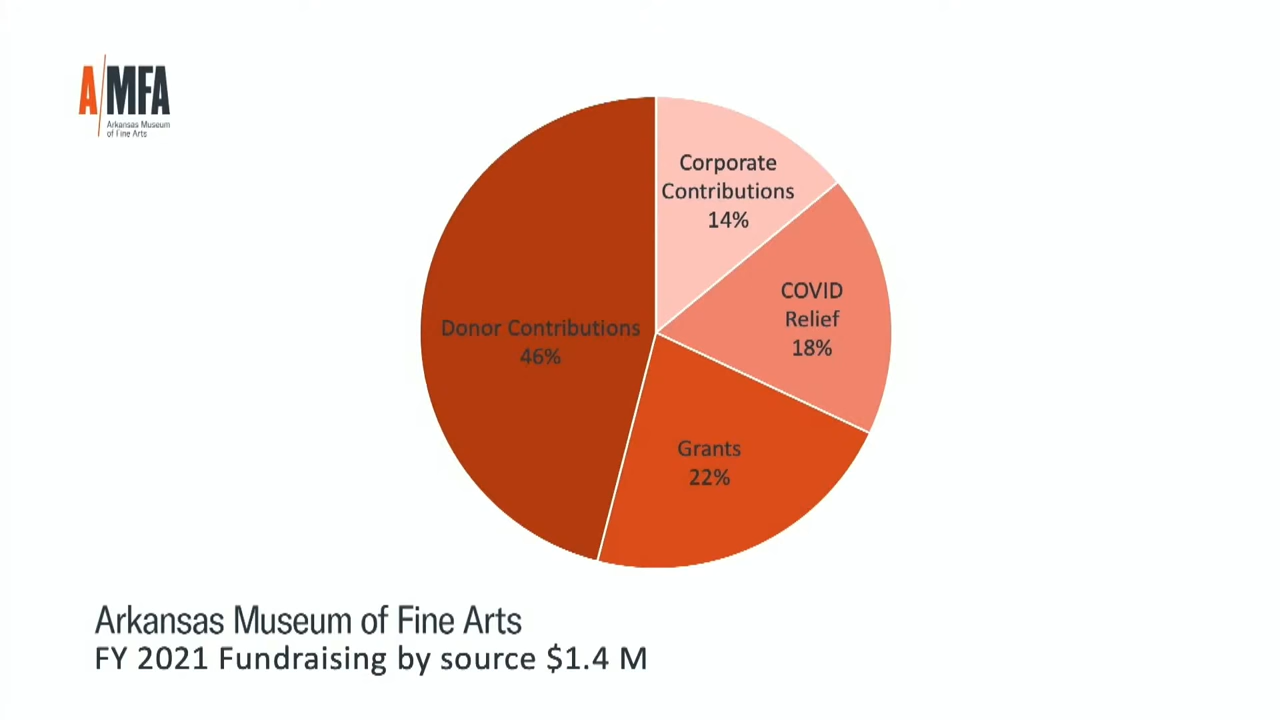 A/MFA
Arkansas Museum
of Fine Arts
Corporate
Contributions
14%
COVID
Relief
18%
Donor Contributions
46%
Grants
22%
Arkansas Museum of Fine Arts
FY 2021 Fundraising by source $1.4 M